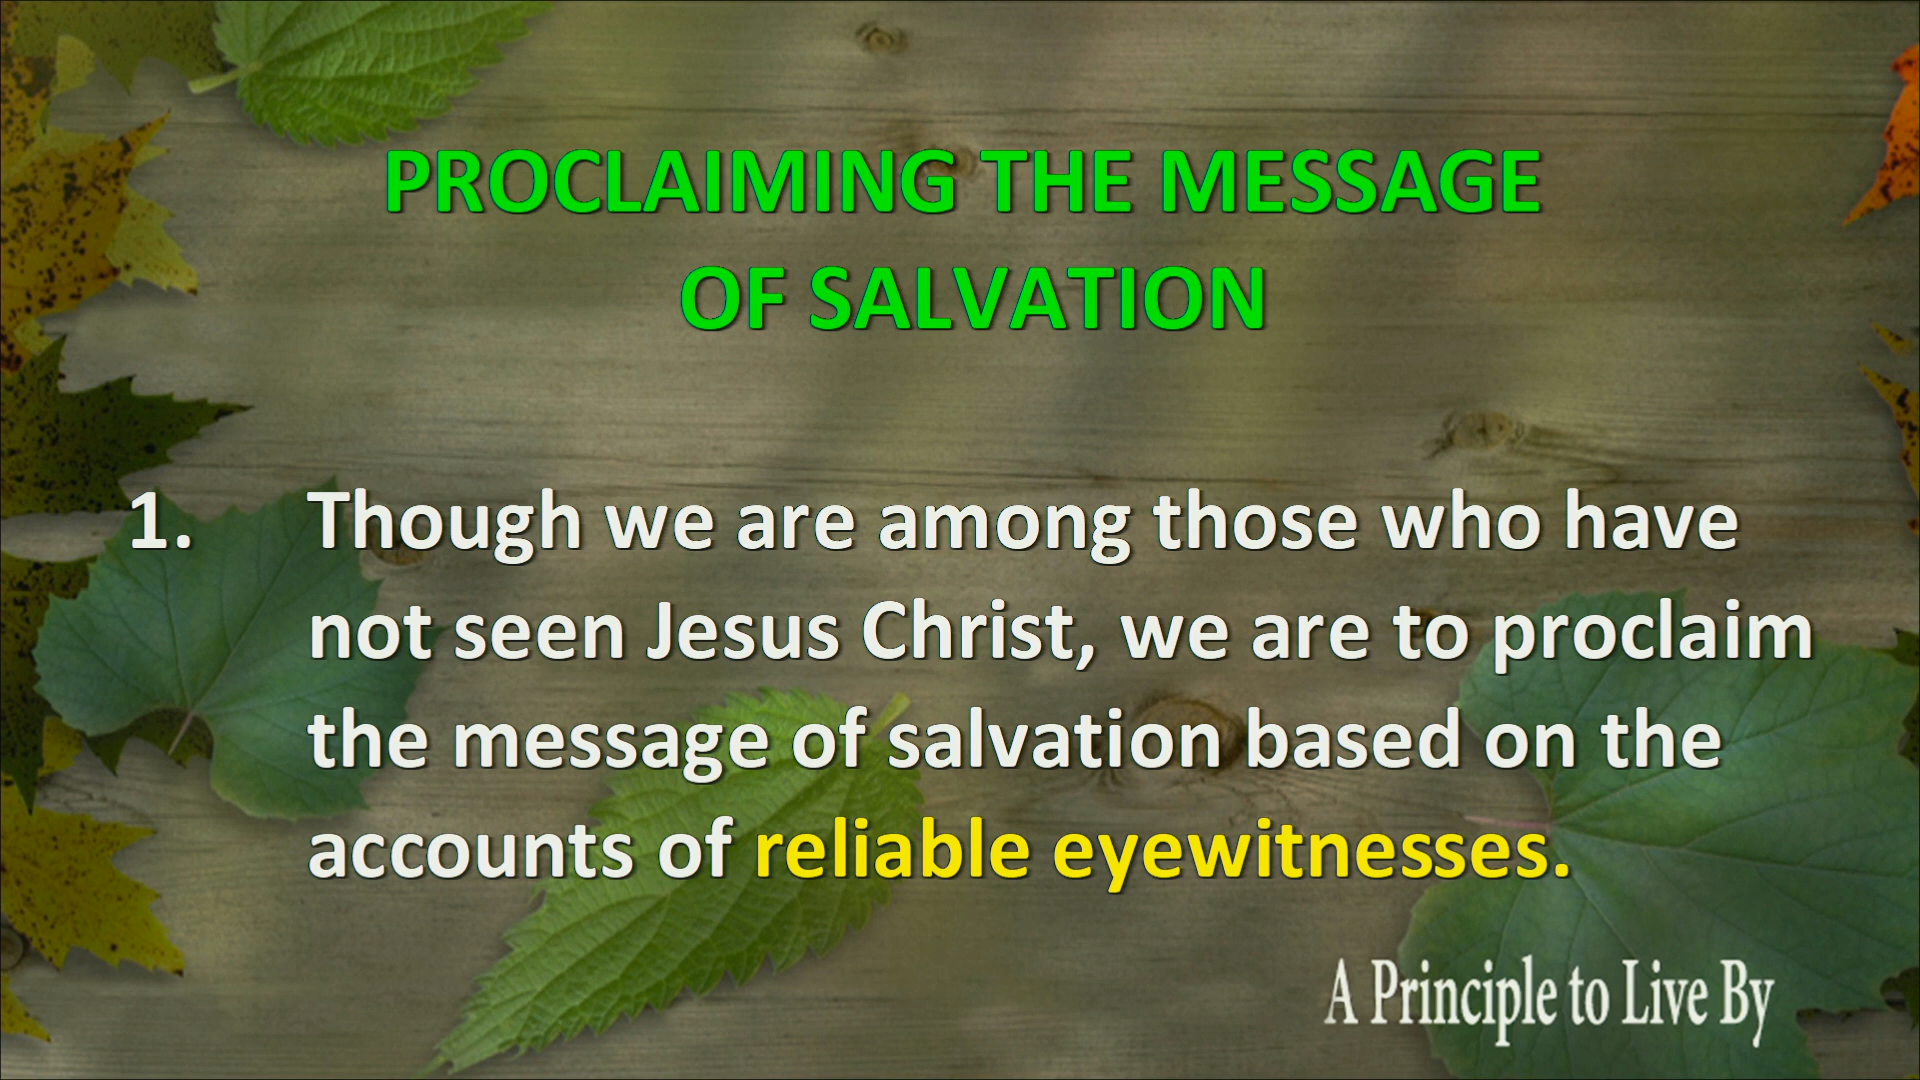 PROCLAIMING THE MESSAGE
OF SALVATION
1. Though we are among those who have
not seen Jesus Christ, we are to proclaim
the message of salvation based on the
accounts of reliable eyewitnesses.
A Principle to Live By